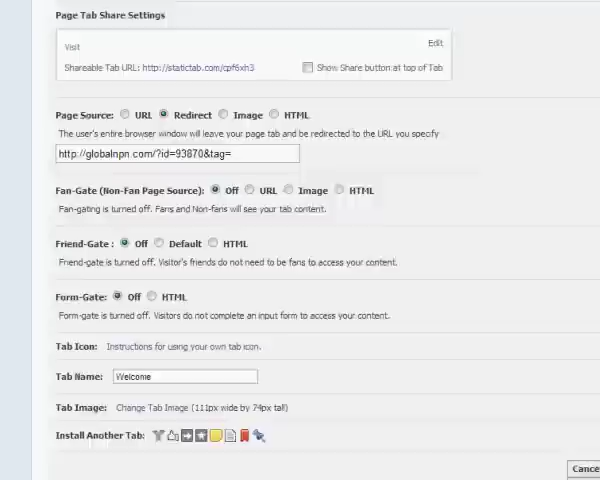 Page Tab Share Settings
Visit
Edit
Shareable Tab URL: http://statictab.com/cpf6xh3
Show Share button at top of Tab
Page Source: URL Redirect Image HTML
The user's entire browser window will leave your page tab and be redirected to the URL you specify
http://globalnpn.com/?id=93870&tag=
Fan-Gate (Non-Fan Page Source): Off URL Image HTML
Fan-gating is turned off. Fans and Non-fans will see your tab content.
Friend-Gate : Off Default HTML
Friend-gate is turned off. Visitor's friends do not need to be fans to access your content.
Form-Gate: Off HTML
Form-gate is turned off. Visitors do not complete an input form to access your content.
Tab Icon: Instructions for using your own tab icon.
Tab Name: Welcome
Tab Image: Change Tab Image (111px wide by 74px tall)
Install Another Tab:
Cance